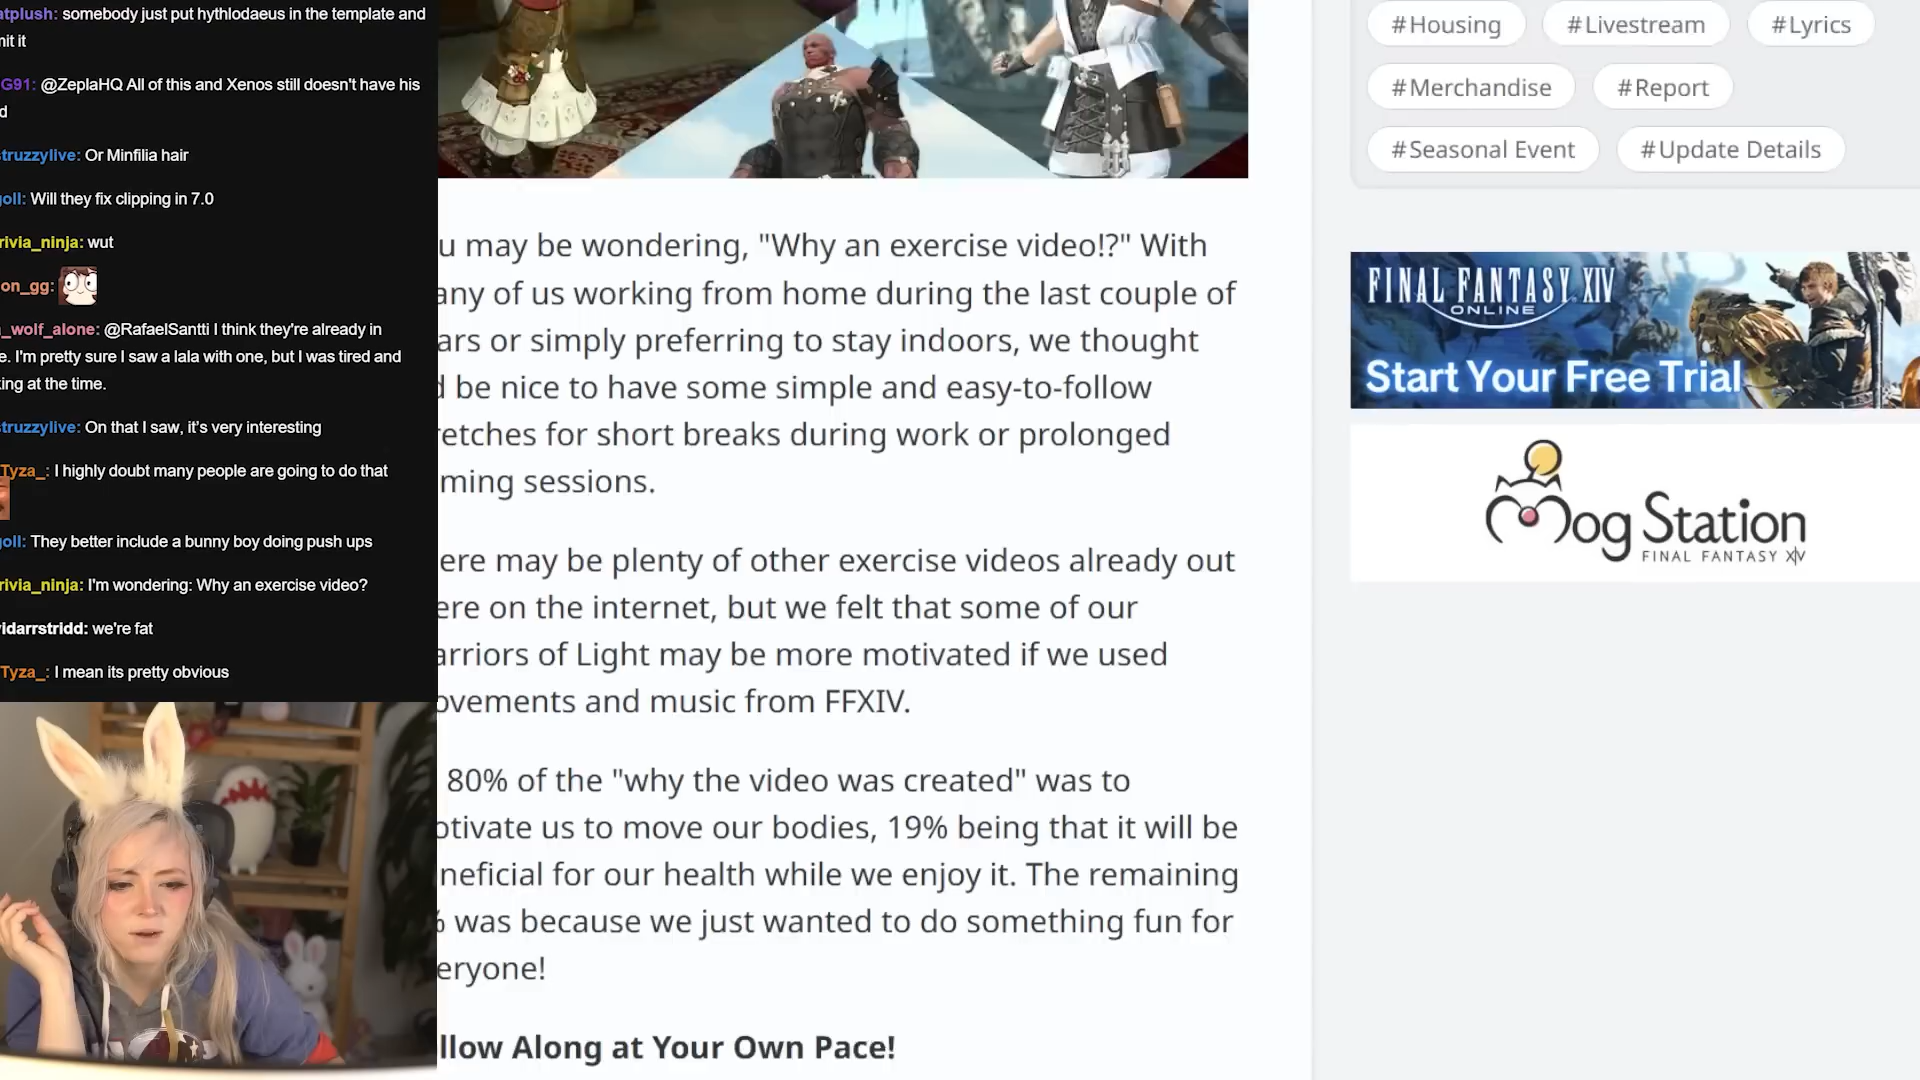 atplush: somebody just put hythlodaeus in the template and
mit it
G91: @ZeplaHQ All of this and Xenos still doesn't have his
d
struzzylive: Or Minfilia hair
goll: Will they fix clipping in 7.0
rivia_ninja: wut
on_gg:
_wolf_alone: @RafaelSantti I think they're already in
e. I'm pretty sure I saw a lala with one, but I was tired and
king at the time.
struzzylive: On that I saw, it's very interesting
Tyza_: I highly doubt many people are going to do that
goll: They better include a bunny boy doing push ups
rivia_ninja: I'm wondering: Why an exercise video?
vidarrstridd: we're fat
Tyza_: I mean its pretty obvious
u may be wondering, "Why an exercise video!?" With
any of us working from home during the last couple of
ars or simply preferring to stay indoors, we thought
d be nice to have some simple and easy-to-follow
retches for short breaks during work or prolonged
ming sessions.
ere may be plenty of other exercise videos already out
ere on the internet, but we felt that some of our
arriors of Light may be more motivated if we used
ovements and music from FFXIV.
80% of the "why the video was created" was to
otivate us to move our bodies, 19% being that it will be
neficial for our health while we enjoy it. The remaining
% was because we just wanted to do something fun for
eryone!
llow Along at Your Own Pace!
#Housing #Livestream #Lyrics
#Merchandise #Report
#Seasonal Event #Update Details
FINAL FANTASY XIV
ONLINE
Start Your Free Trial
Mog Station
FINAL FANTASY XIV